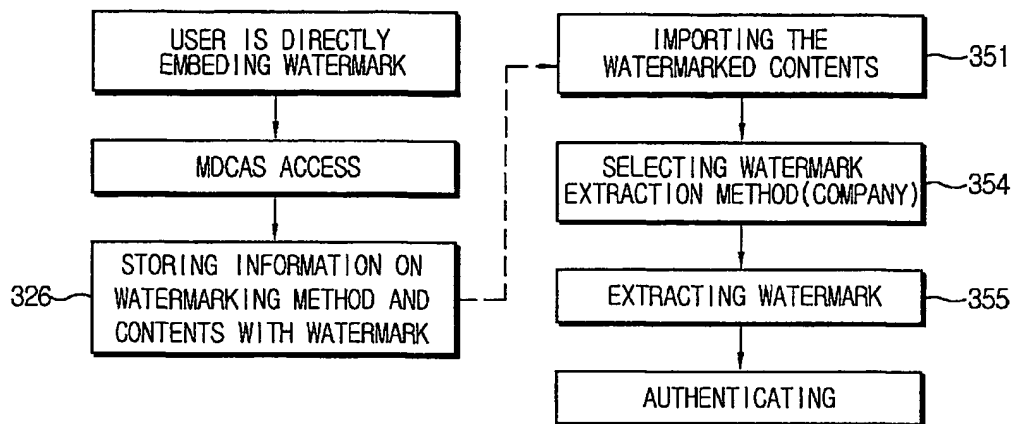 USER IS DIRECTLY
EMBEDING WATERMARK
MDCAS ACCESS
326
STORING INFORMATION ON
WATERMARKING METHOD AND
CONTENTS WITH WATERMARK
IMPORTING THE
WATERMARKED CONTENTS
351
SELECTING WATERMARK
EXTRACTION METHOD(COMPANY)
354
EXTRACTING WATERMARK
355
AUTHENTICATING